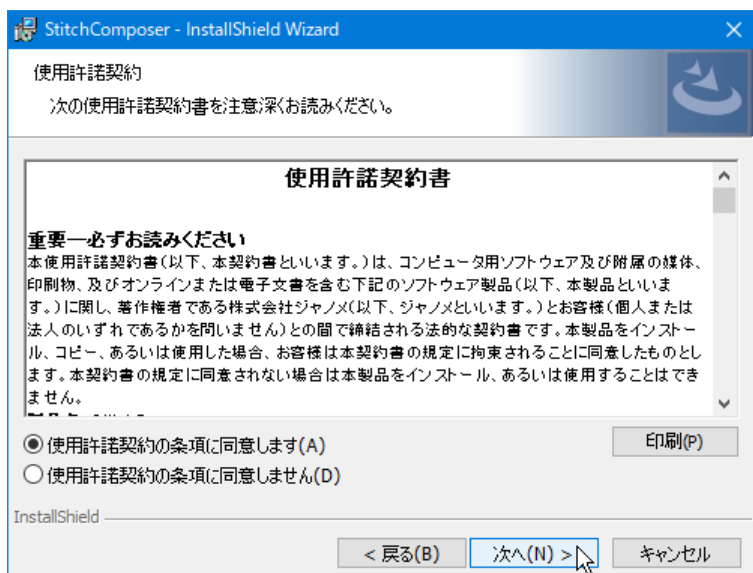 StitchComposer - InstallShield Wizard
使用許諾契約
次の使用許諾契約書を注意深くお読みください。
使用許諾契約書
重要―必ずお読みください
本使用許諾契約書(以下、本契約書といいます。)は、コンピュータ用ソフトウェア及び附属の媒体、
印刷物、及びオンラインまたは電子文書を含む下記のソフトウェア製品(以下、本製品といいま
す。)に関し、著作権者である株式会社ジャノメ(以下、ジャノメといいます。)とお客様(個人または
法人のいずれであるかを問いません)との間で締結される法的な契約書です。本製品をインストー
ル、コピー、あるいは使用した場合、お客様は本契約書の規定に拘束されることに同意したものとし
ます。本契約書の規定に同意されない場合は本製品をインストール、あるいは使用することはでき
ません。
使用許諾契約の条項に同意します(A)
印刷(P)
使用許諾契約の条項に同意しません(D)
InstallShield
< 戻る(B)
次へ(N) >
キャンセル